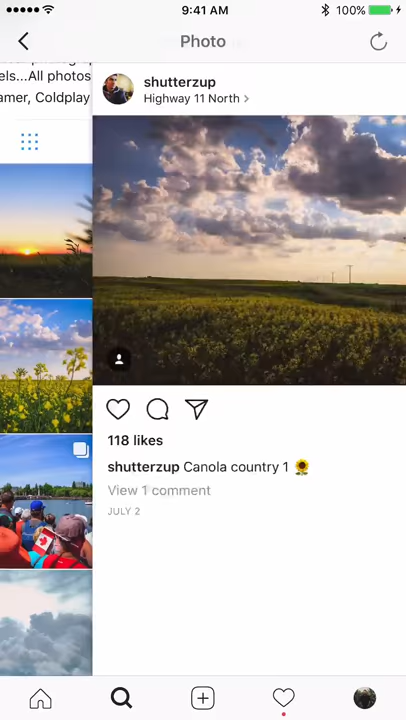 9:41 AM
100%
Photo
els...All photos
amer, Coldplay
shutterzup
Highway 11 North >
118 likes
shutterzup Canola country 1 🌻
View 1 comment
JULY 2